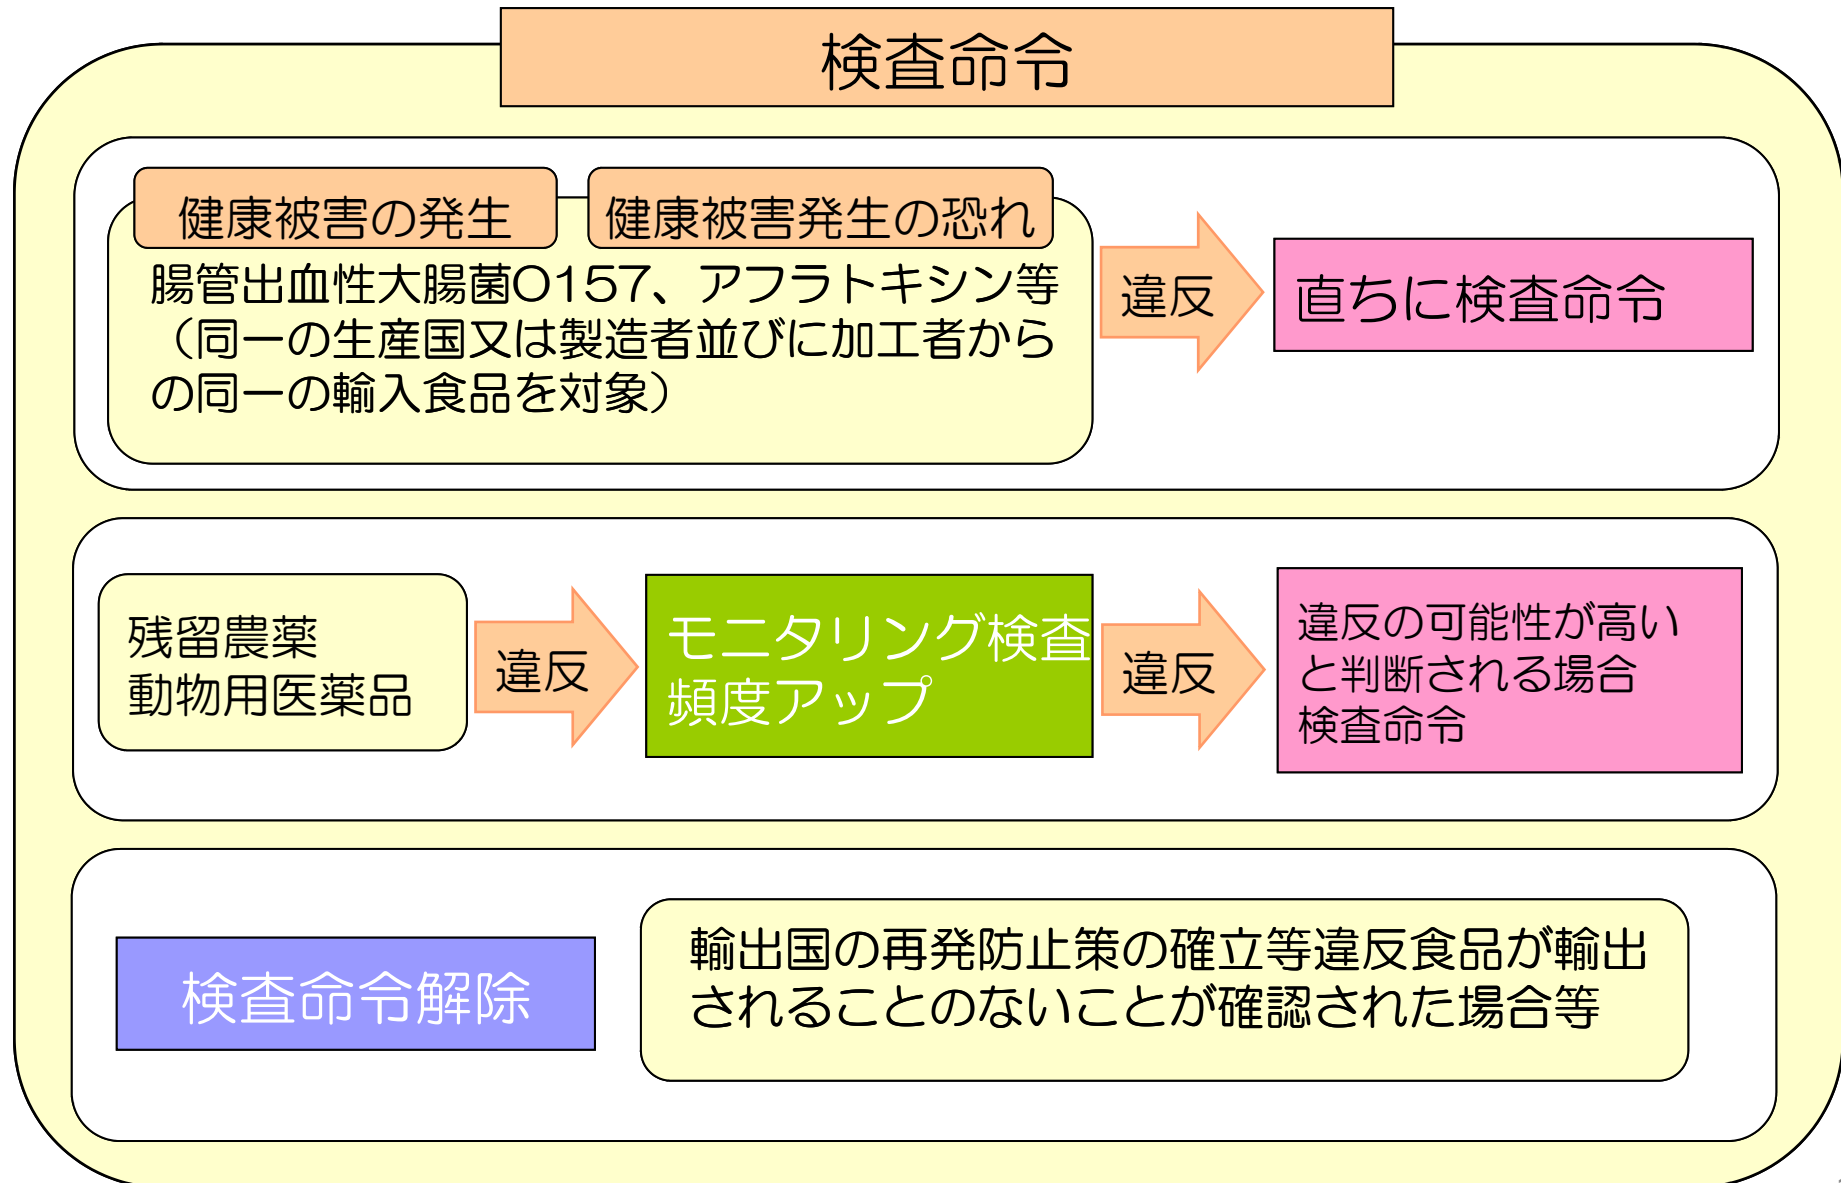 検査命令
健康被害の発生
健康被害発生の恐れ
腸管出血性大腸菌O157、アフラトキシン等
（同一の生産国又は製造者並びに加工者から
の同一の輸入食品を対象）
違反
直ちに検査命令
残留農薬
動物用医薬品
違反
モニタリング検査
頻度アップ
違反
違反の可能性が高い
と判断される場合
検査命令
検査命令解除
輸出国の再発防止策の確立等違反食品が輸出
されることのないことが確認された場合等